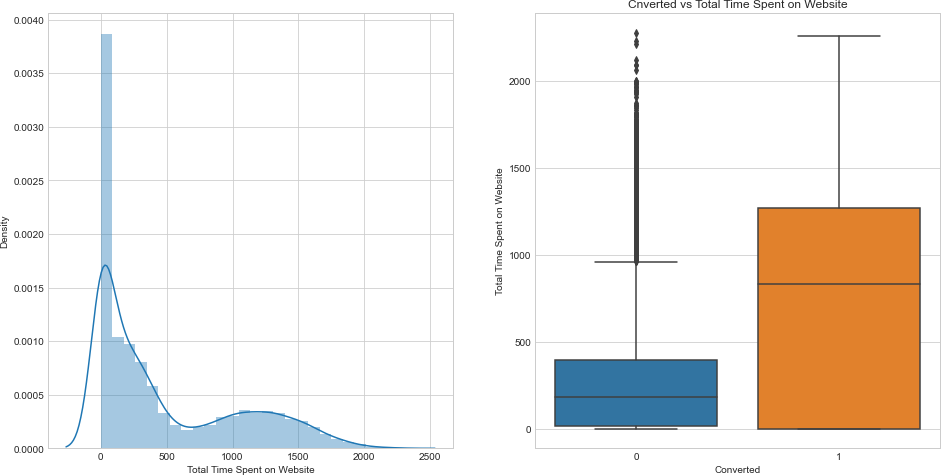 0.0040
0.0035
0.0030
0.0025
0.0020
0.0015
0.0010
0.0005
0.0000
Density
0 500 1000 1500 2000 2500
Total Time Spent on Website
Cnverted vs Total Time Spent on Website
2000
1500
1000
500
0
Total Time Spent on Website
0 1
Converted